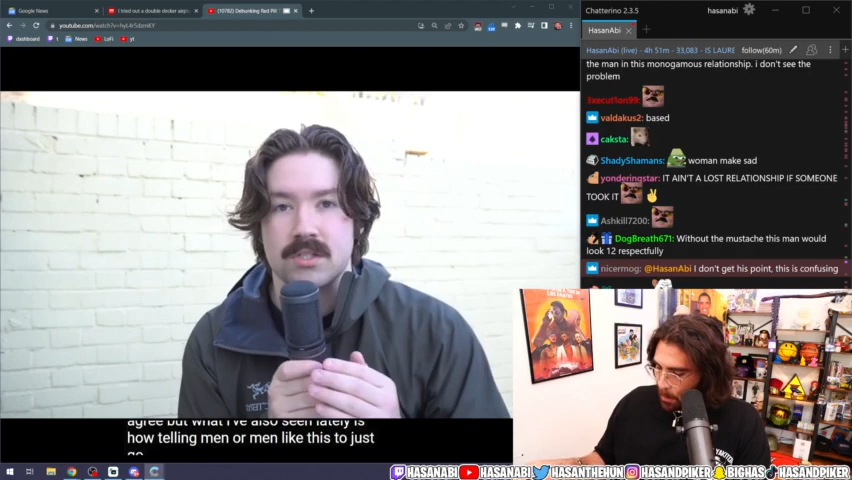 Google News
I tried out a double decker airp
(10782) Debunking Red Pill
youtube.com/watch?v=hyL4r5dzHKY
dashboard
t
News
LoFi
yt
agree but what I've also seen lately is
how telling men or men like this to just
go
Chatterino 2.3.5
hasanabi
HasanAbi
HasanAbi (live) - 4h 51m - 33,083 - IS LAURE
follow(60m)
the man in this monogamous relationship. i don't see the
problem
3xecut1on99:
valdakus2: based
caksta:
ShadyShamans: woman make sad
yonderingstar: IT AIN'T A LOST RELATIONSHIP IF SOMEONE
TOOK IT
Ashkill7200:
DogBreath671: Without the mustache this man would
look 12 respectfully
nicermog: @HasanAbi I don't get his point, this is confusing
HASANABI HASANABI HASANTHEHUN HASANDPIKER BIGHAS HASANDPIKER